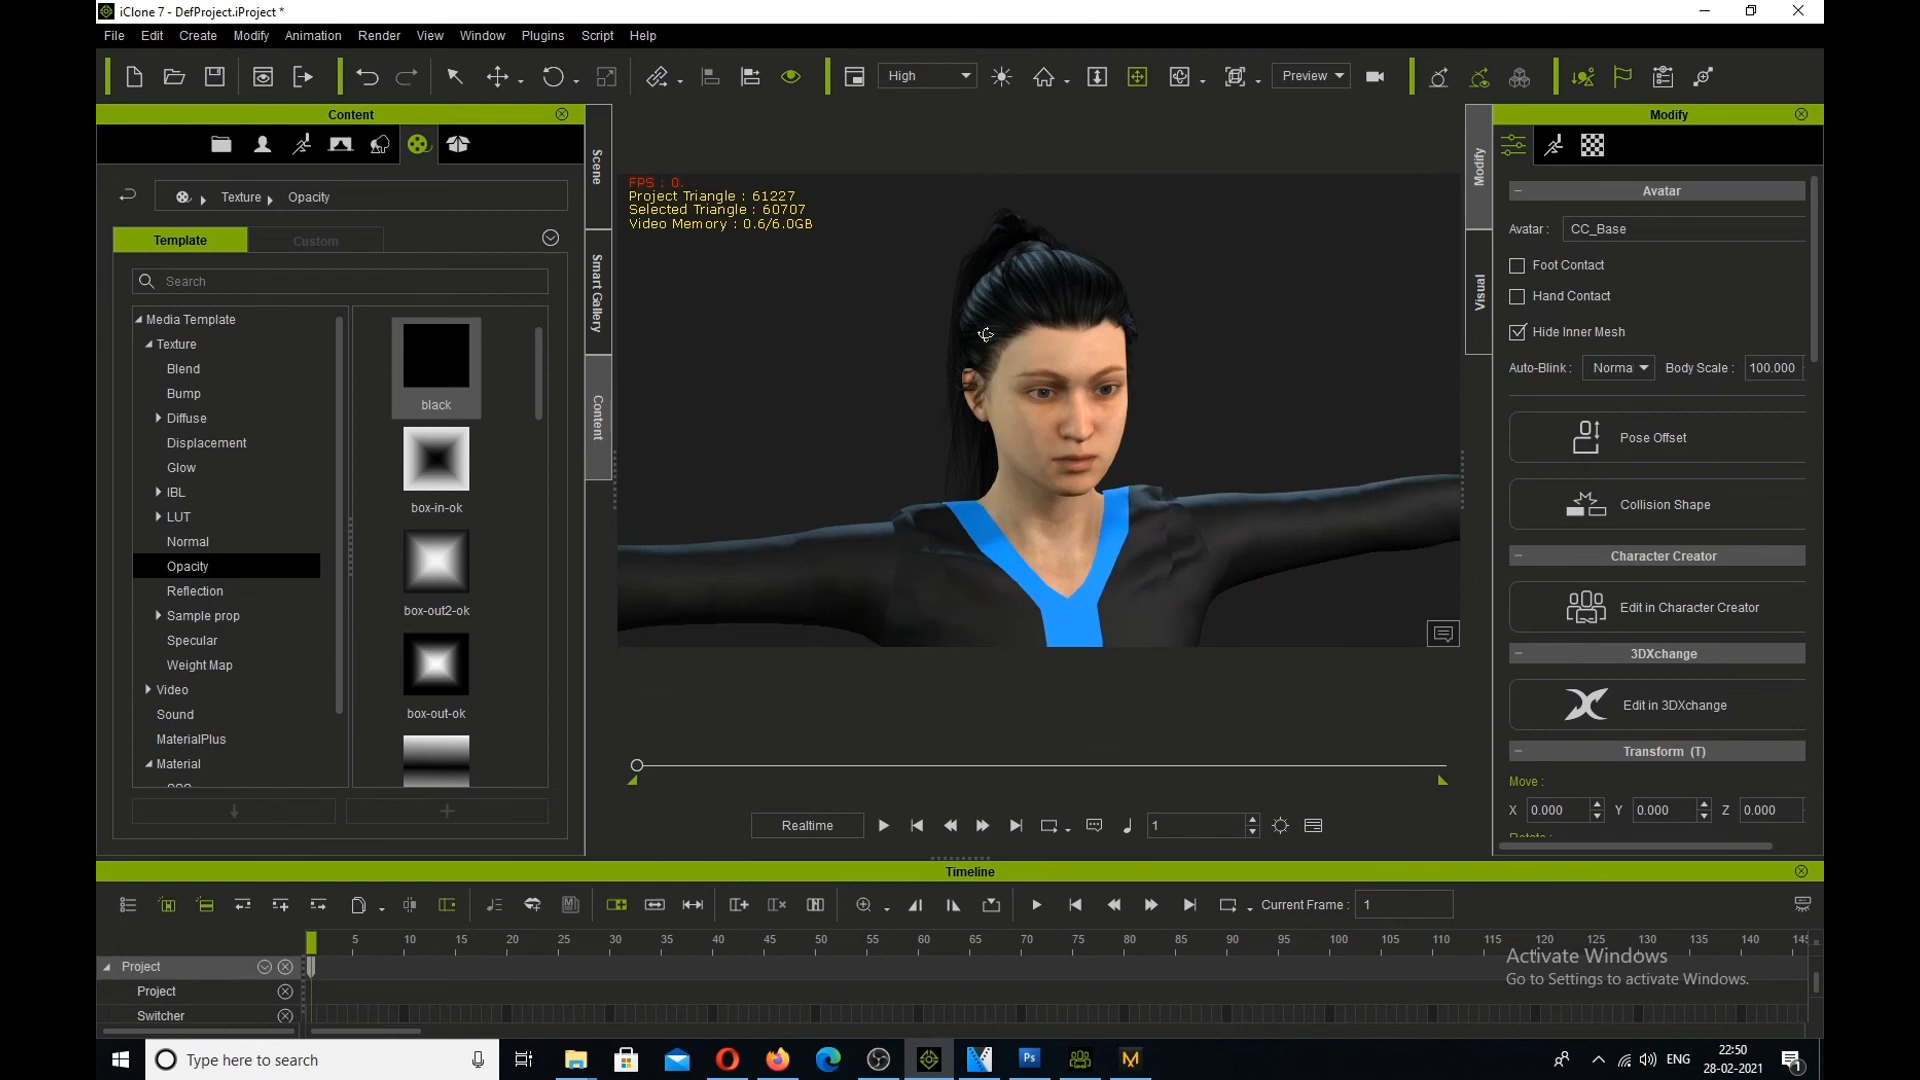 iClone 7 - DefProject.iProject *
File Edit Create Modify Animation Render View Window Plugins Script Help
High
Preview
Content
Texture Opacity
Template Custom
Search
Media Template
Texture
Blend
Bump
Diffuse
Displacement
Glow
IBL
LUT
Normal
Opacity
Reflection
Sample prop
Specular
Weight Map
Video
Sound
MaterialPlus
Material
black
box-in-ok
box-out2-ok
box-out-ok
Scene
Smart Gallery
Content
FPS : 0.
Project Triangle : 61227
Selected Triangle : 60707
Video Memory : 0.6/6.0GB
Realtime
1
Modify
Visual
Modify
Avatar
Avatar : CC_Base
Foot Contact
Hand Contact
Hide Inner Mesh
Auto-Blink : Norma Body Scale : 100.000
Pose Offset
Collision Shape
Character Creator
Edit in Character Creator
3DXchange
Edit in 3DXchange
Transform (T)
Move :
X 0.000 Y 0.000 Z 0.000
Timeline
Current Frame : 1
5 10 15 20 25 30 35 40 45 50 55 60 65 70 75 80 85 90 95 100 105 110 115 120 125 130 135 140 145
Project
Project
Switcher
Activate Windows
Go to Settings to activate Windows.
Type here to search
Ps
ENG
22:50
28-02-2021
1